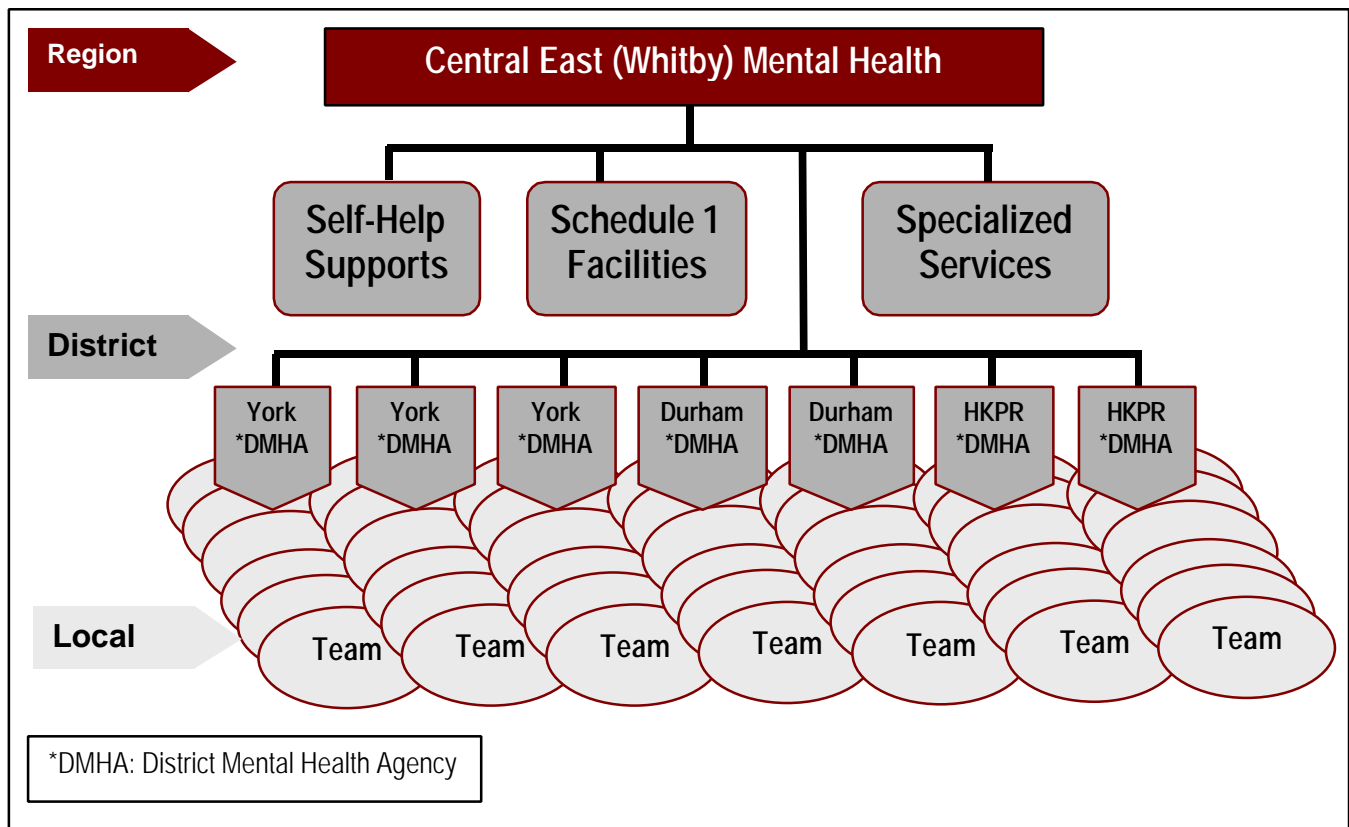 Region
Central East (Whitby) Mental Health
Self-Help
Supports
Schedule 1
Facilities
Specialized
Services
District
York
*DMHA
York
*DMHA
York
*DMHA
Durham
*DMHA
Durham
*DMHA
HKPR
*DMHA
HKPR
*DMHA
Local
Team
Team
Team
Team
Team
Team
Team
*DMHA: District Mental Health Agency